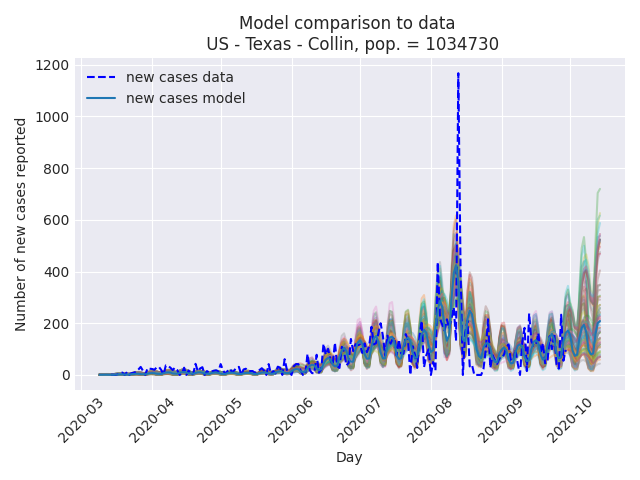 Model comparison to data
US - Texas - Collin, pop. = 1034730
new cases data
new cases model
Number of new cases reported
1200
1000
800
600
400
200
0
2020-03
2020-04
2020-05
2020-06
2020-07
2020-08
2020-09
2020-10
Day